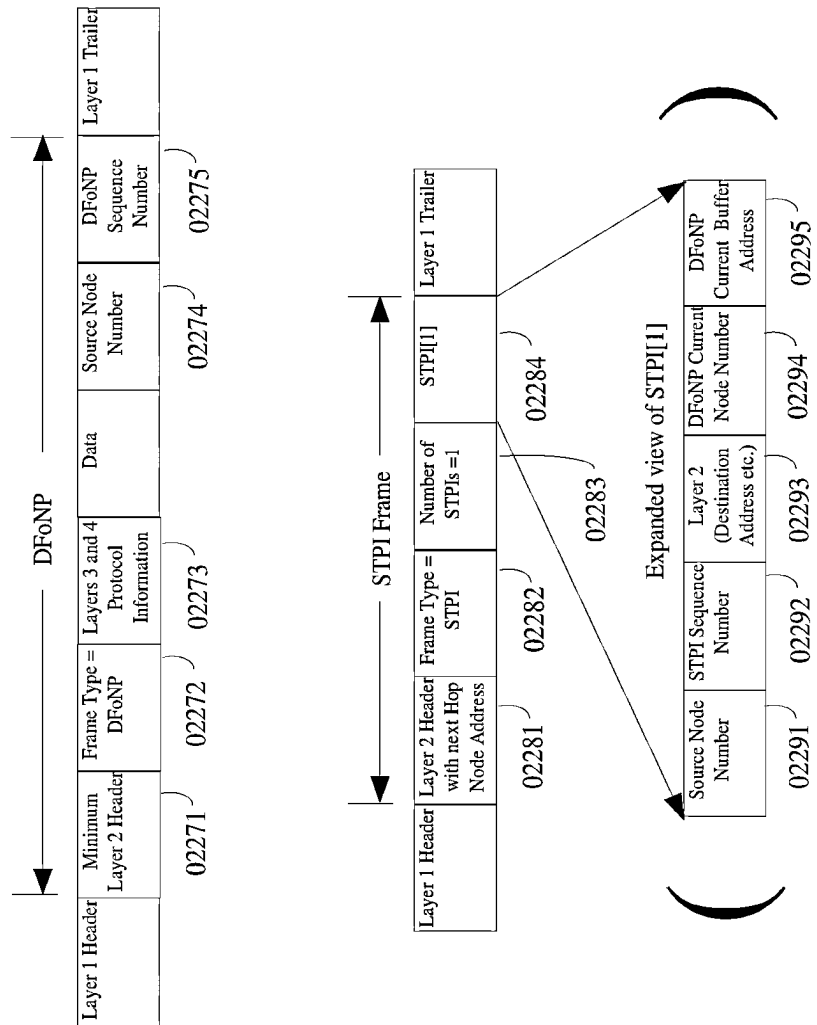 DFoNP
Layer 1 Header
Minimum
Layer 2 Header
Frame Type =
DFoNP
Layers 3 and 4
Protocol
Information
Data
Source Node
Number
DFoNP
Sequence
Number
Layer 1 Trailer
02271
02272
02273
02274
02275
STPI Frame
Layer 1 Header
Layer 2 Header
with next Hop
Node Address
Frame Type =
STPI
Number of
STPIs =1
STPI[1]
Layer 1 Trailer
02281
02282
02283
02284
Expanded view of STPI[1]
Source Node
Number
STPI Sequence
Number
Layer 2
(Destination
Address etc.)
DFoNP Current
Node Number
DFoNP
Current Buffer
Address
02291
02292
02293
02294
02295